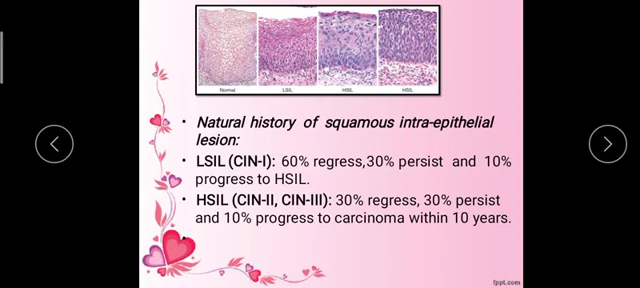 Normal LSIL HSIL HSIL
• Natural history of squamous intra-epithelial
lesion:
• LSIL (CIN-I): 60% regress,30% persist and 10%
progress to HSIL.
• HSIL (CIN-II, CIN-III): 30% regress, 30% persist
and 10% progress to carcinoma within 10 years.
•
fppt.com